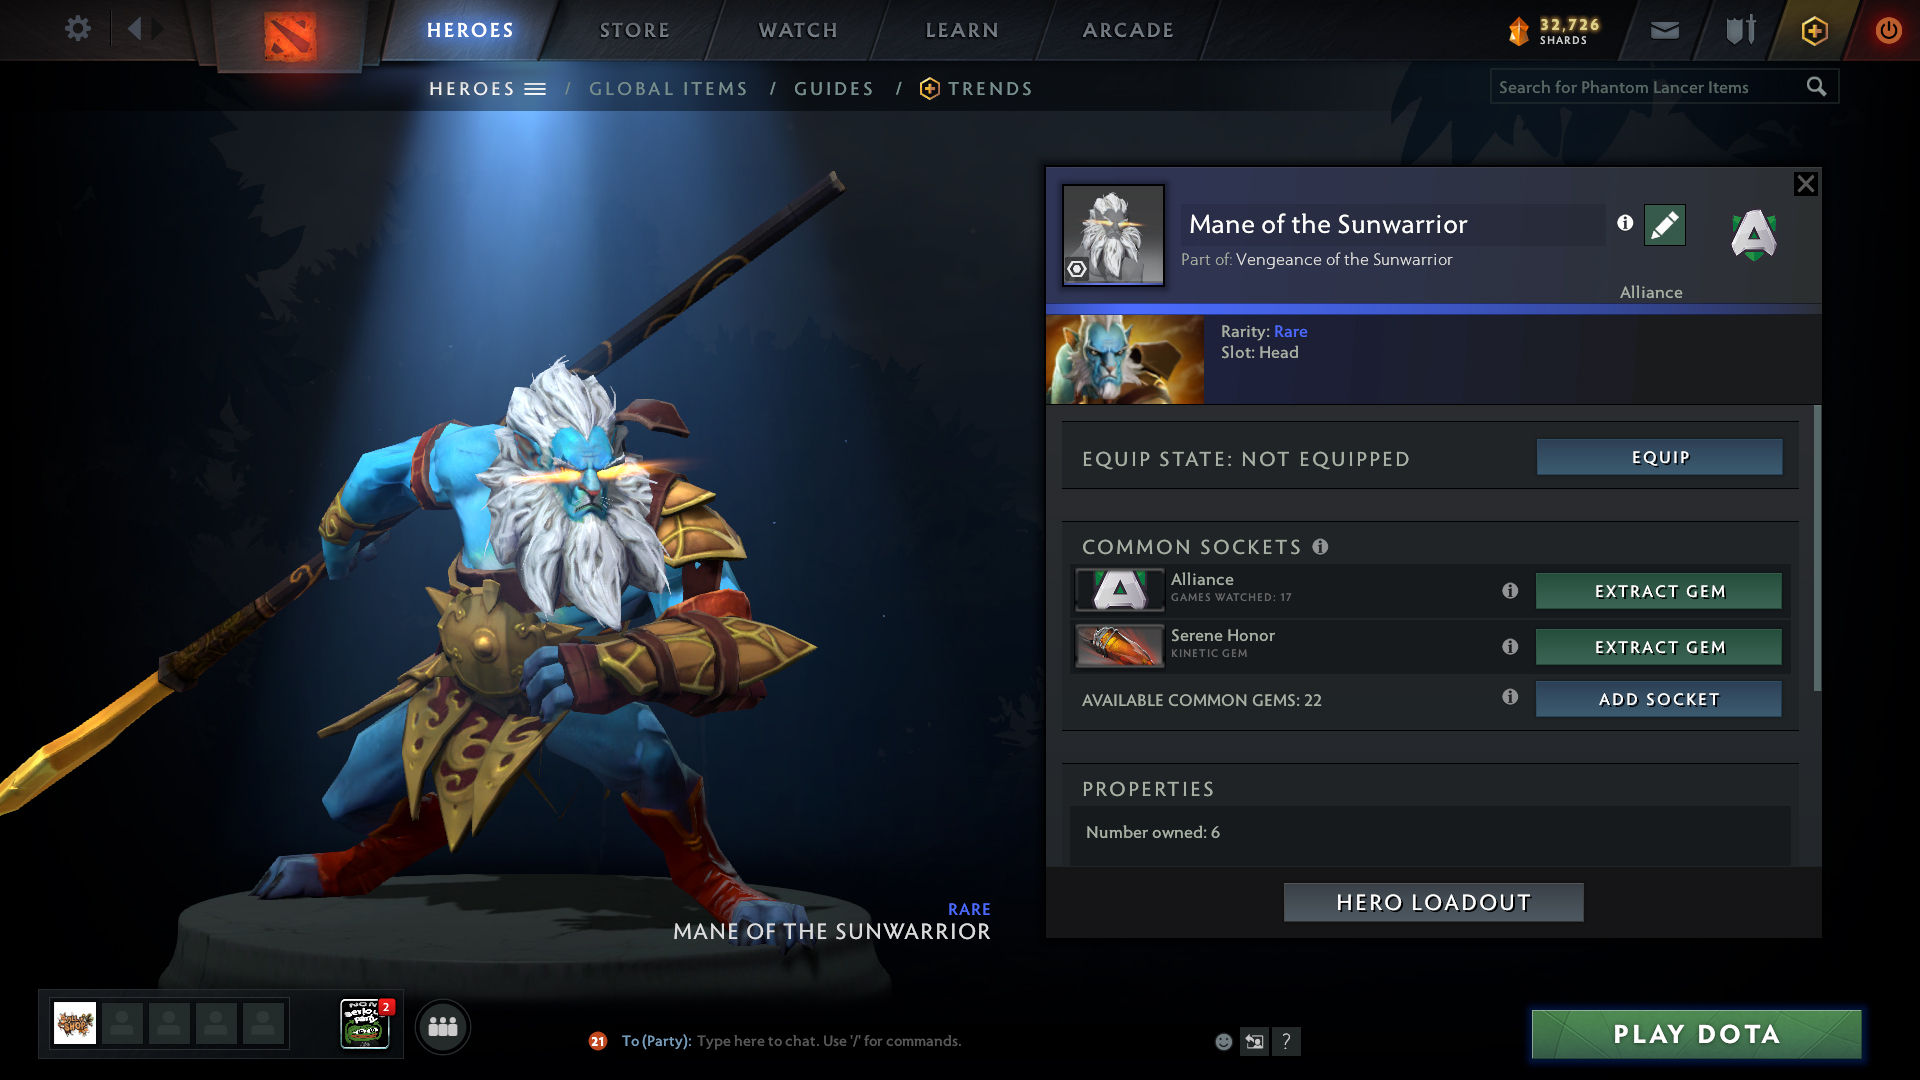 HEROES
STORE
WATCH
LEARN
ARCADE
32,726
SHARDS
HEROES / GLOBAL ITEMS / GUIDES / TRENDS
Search for Phantom Lancer Items
Mane of the Sunwarrior
Part of: Vengeance of the Sunwarrior
Alliance
Rarity: Rare
Slot: Head
EQUIP STATE: NOT EQUIPPED
EQUIP
COMMON SOCKETS
Alliance
GAMES WATCHED: 17
EXTRACT GEM
Serene Honor
KINETIC GEM
EXTRACT GEM
AVAILABLE COMMON GEMS: 22
ADD SOCKET
PROPERTIES
Number owned: 6
HERO LOADOUT
RARE
MANE OF THE SUNWARRIOR
2
21
To (Party): Type here to chat. Use '/' for commands.
?
PLAY DOTA